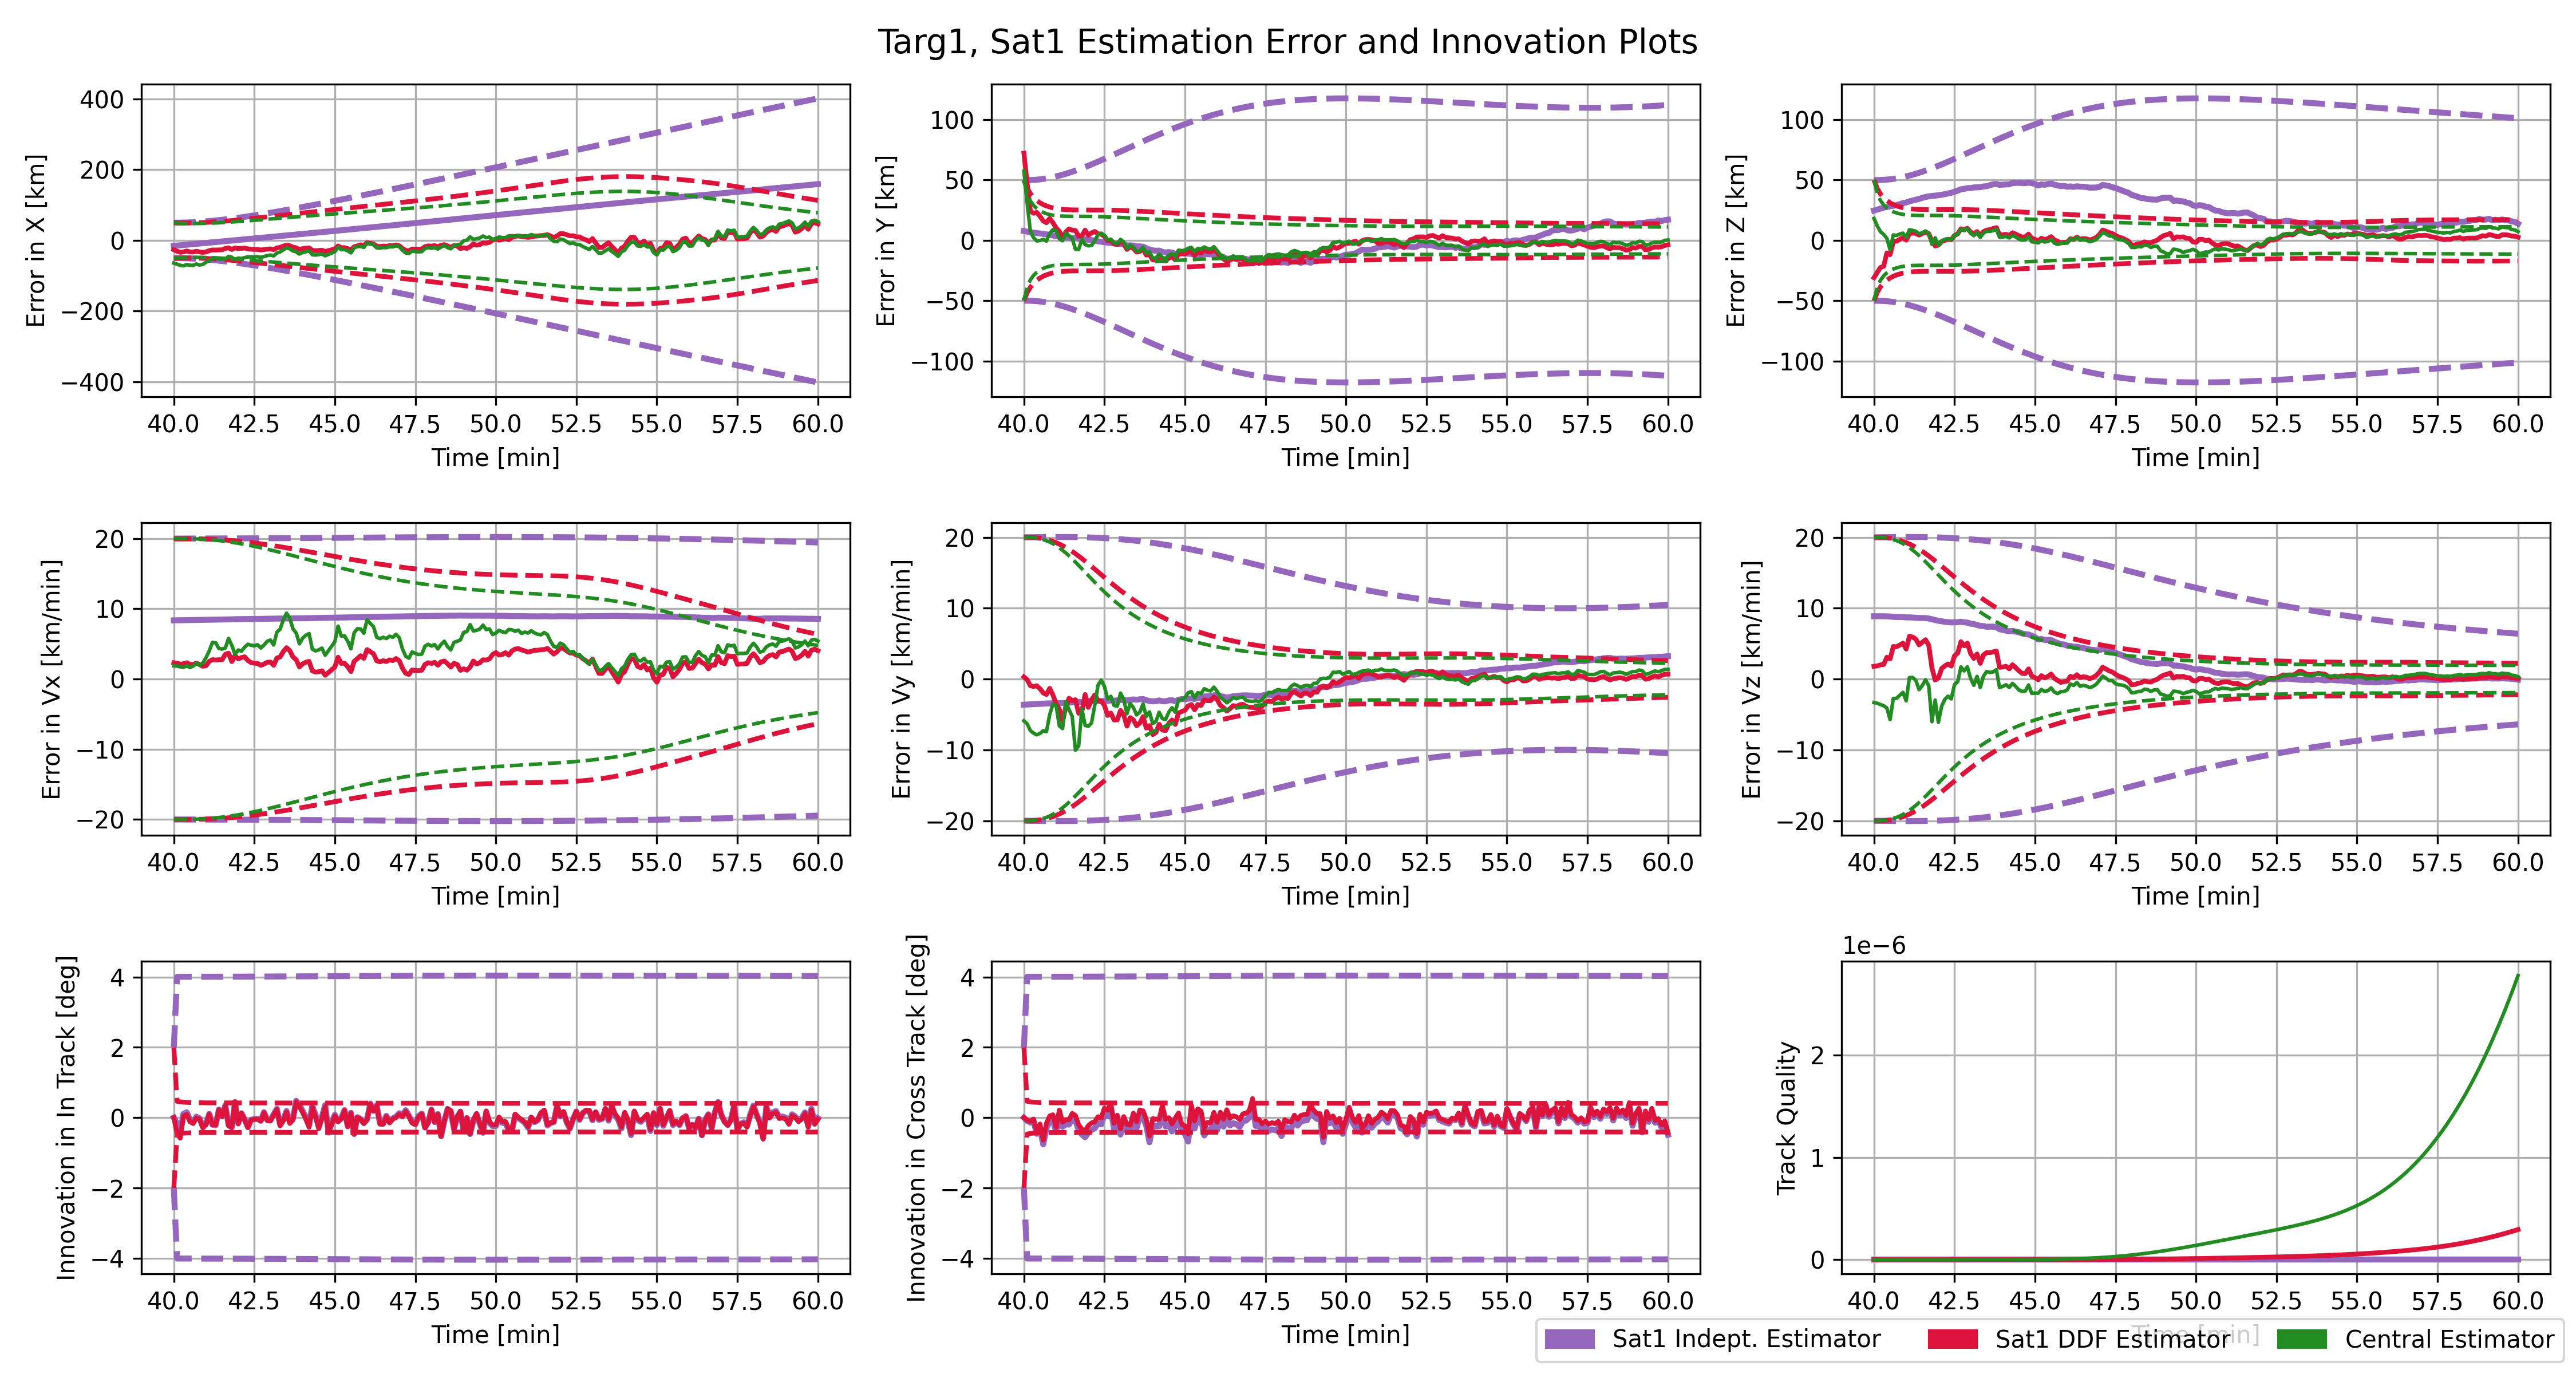 Targ1, Sat1 Estimation Error and Innovation Plots
Error in X [km]
400
200
0
−200
−400
40.0 42.5 45.0 47.5 50.0 52.5 55.0 57.5 60.0
Time [min]
Error in Y [km]
100
50
0
−50
−100
40.0 42.5 45.0 47.5 50.0 52.5 55.0 57.5 60.0
Time [min]
Error in Z [km]
100
50
0
−50
−100
40.0 42.5 45.0 47.5 50.0 52.5 55.0 57.5 60.0
Time [min]
Error in Vx [km/min]
20
10
0
−10
−20
40.0 42.5 45.0 47.5 50.0 52.5 55.0 57.5 60.0
Time [min]
Error in Vy [km/min]
20
10
0
−10
−20
40.0 42.5 45.0 47.5 50.0 52.5 55.0 57.5 60.0
Time [min]
Error in Vz [km/min]
20
10
0
−10
−20
40.0 42.5 45.0 47.5 50.0 52.5 55.0 57.5 60.0
Time [min]
Innovation in In Track [deg]
4
2
0
−2
−4
40.0 42.5 45.0 47.5 50.0 52.5 55.0 57.5 60.0
Time [min]
Innovation in Cross Track [deg]
4
2
0
−2
−4
40.0 42.5 45.0 47.5 50.0 52.5 55.0 57.5 60.0
Time [min]
1e−6
Track Quality
2
1
0
40.0 42.5 45.0 47.5 50.0 52.5 55.0 57.5 60.0
Time [min]
Sat1 Indept. Estimator
Sat1 DDF Estimator
Central Estimator